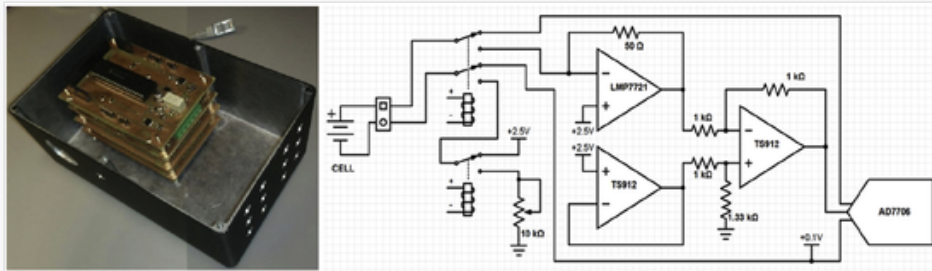 50 Ω
LMP7721
1 kΩ
+
-
+2.5V
+
CELL
+2.5V
+2.5V
1 kΩ
TS912
TS912
1 kΩ
1.33 kΩ
AD7706
+
-
10 kΩ
+0.1V